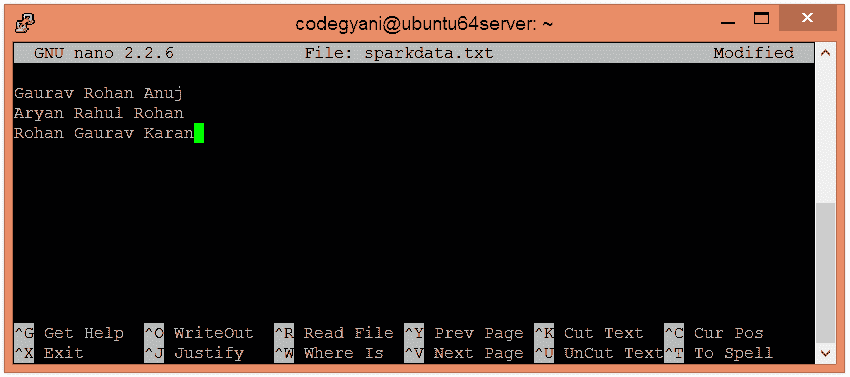 codegyani@ubuntu64server: ~
GNU nano 2.2.6 File: sparkdata.txt Modified
Gaurav Rohan Anuj
Aryan Rahul Rohan
Rohan Gaurav Karan
^G Get Help ^O WriteOut ^R Read File ^Y Prev Page ^K Cut Text ^C Cur Pos
^X Exit ^J Justify ^W Where Is ^V Next Page ^U UnCut Text ^T To Spell